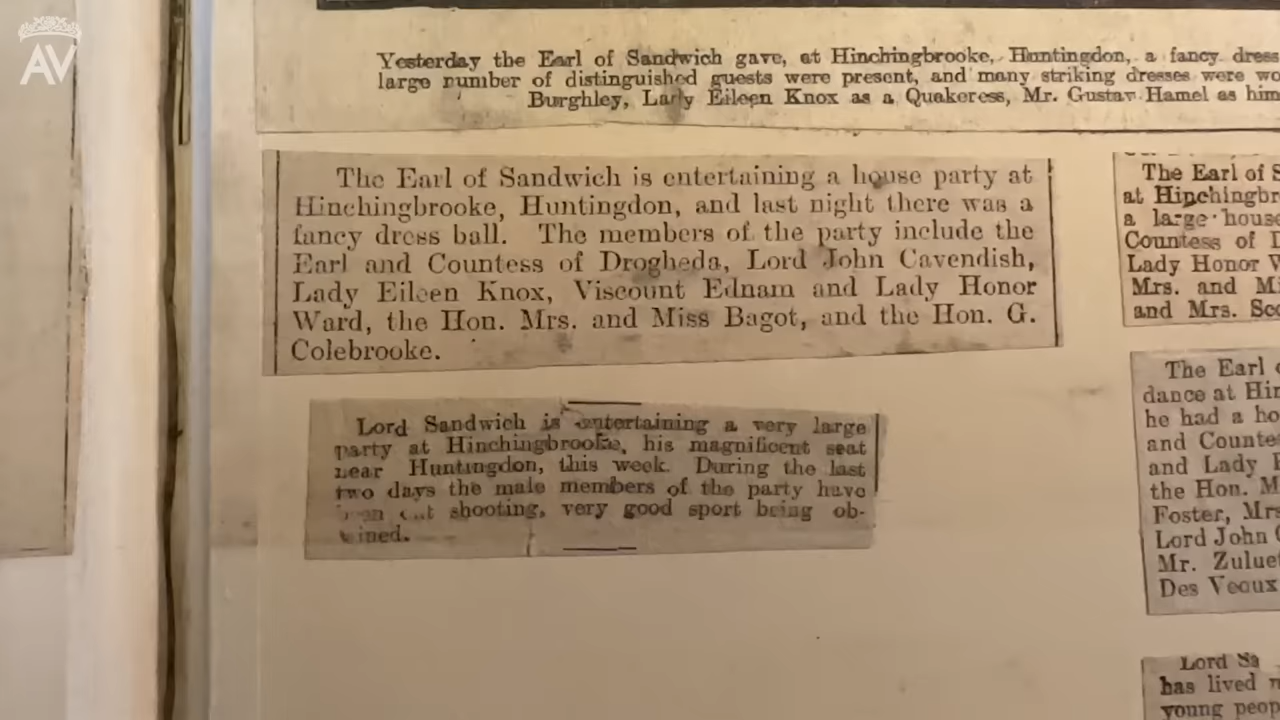 AV
Yesterday the Earl of Sandwich gave, at Hinchingbrooke, Huntingdon, a fancy dress
large number of distinguished guests were present, and many striking dresses were wo
Burghley, Lady Eileen Knox as a Quakeress, Mr. Gustav Hamel as him
The Earl of Sandwich is entertaining a house party at
Hinchingbrooke, Huntingdon, and last night there was a
fancy dress ball. The members of the party include the
Earl and Countess of Drogheda, Lord John Cavendish,
Lady Eileen Knox, Viscount Ednam and Lady Honor
Ward, the Hon. Mrs. and Miss Bagot, and the Hon. G.
Colebrooke.
Lord Sandwich is entertaining a very large
party at Hinchingbrooke, his magnificent seat
near Huntingdon, this week. During the last
two days the male members of the party have
been out shooting, very good sport being ob-
tained.
The Earl of S
at Hinchingbr
a large house
Countess of D
Lady Honor W
Mrs. and Mi
and Mrs. Sco
The Earl
dance at Hin
he had a ho
and Counte
and Lady
the Hon. M
Foster, Mrs
Lord John
Mr. Zulue
Des Veaux
Lord Sa
has lived
young peop